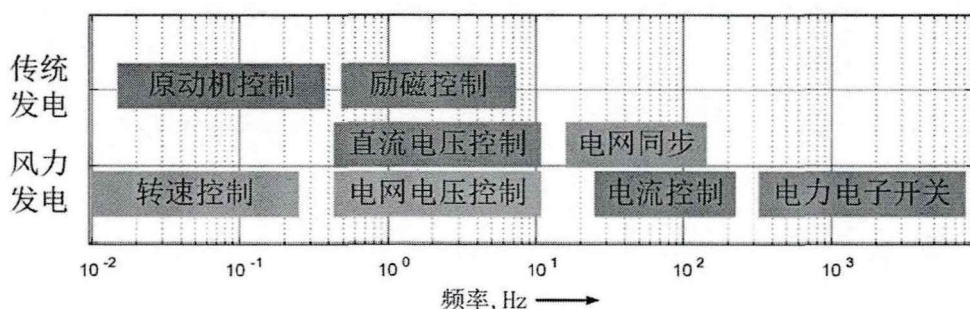 传统
发电
原动机控制
励磁控制
风力
发电
直流电压控制
电网同步
转速控制
电网电压控制
电流控制
电力电子开关
10⁻² 10⁻¹ 10⁰ 10¹ 10² 10³
频率, Hz